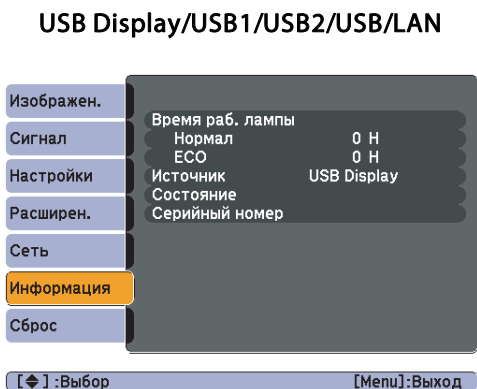 USB Display/USB1/USB2/USB/LAN
Изображен.
Сигнал
Настройки
Расширен.
Сеть
Информация
Сброс
Время раб. лампы
Нормал 0 H
ECO 0 H
Источник USB Display
Состояние
Серийный номер
[◆] :Выбор [Menu]:Выход